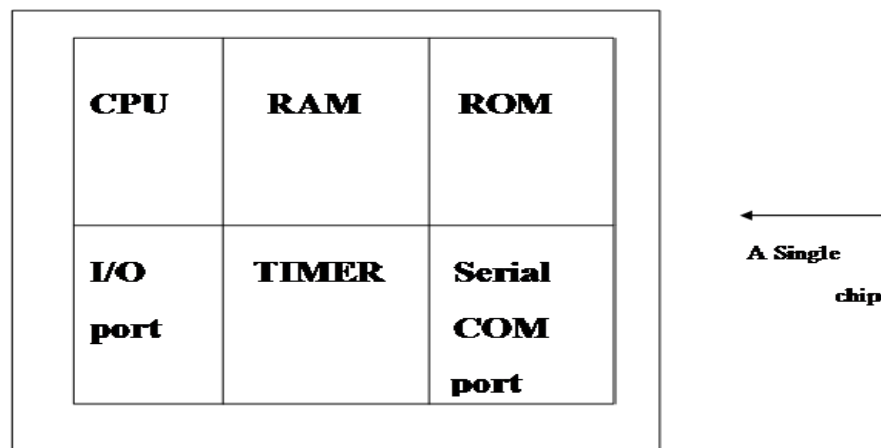 CPU
RAM
ROM
I/O
port
TIMER
Serial
COM
port
A Single
chip